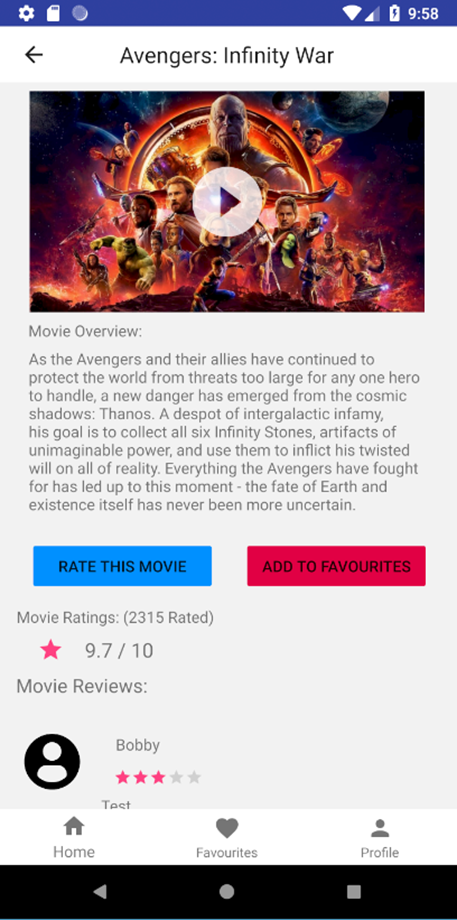 9:58
Avengers: Infinity War
Movie Overview:
As the Avengers and their allies have continued to
protect the world from threats too large for any one hero
to handle, a new danger has emerged from the cosmic
shadows: Thanos. A despot of intergalactic infamy,
his goal is to collect all six Infinity Stones, artifacts of
unimaginable power, and use them to inflict his twisted
will on all of reality. Everything the Avengers have fought
for has led up to this moment - the fate of Earth and
existence itself has never been more uncertain.
RATE THIS MOVIE
ADD TO FAVOURITES
Movie Ratings: (2315 Rated)
9.7 / 10
Movie Reviews:
Bobby
Test
Home
Favourites
Profile